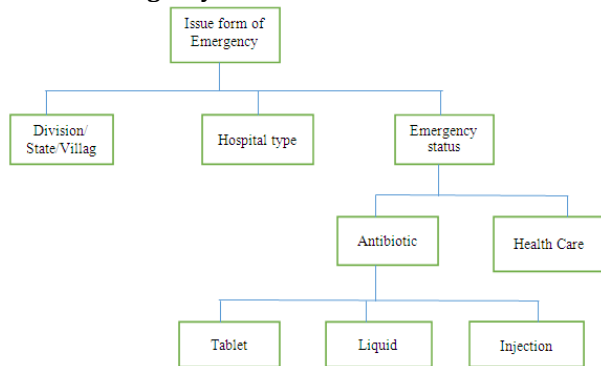 Issue form of
Emergency
Division/
State/Villag
Hospital type
Emergency
status
Antibiotic
Health Care
Tablet
Liquid
Injection